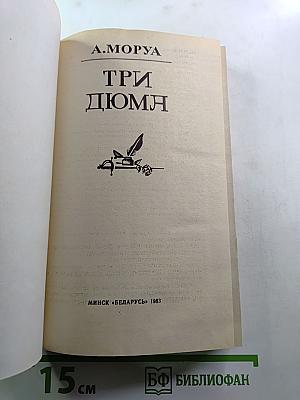 А. МОРУА
ТРИ
ДЮМА
МИНСК «БЕЛАРУСЬ» 1983
15 см
БФ БИБЛИОФАН